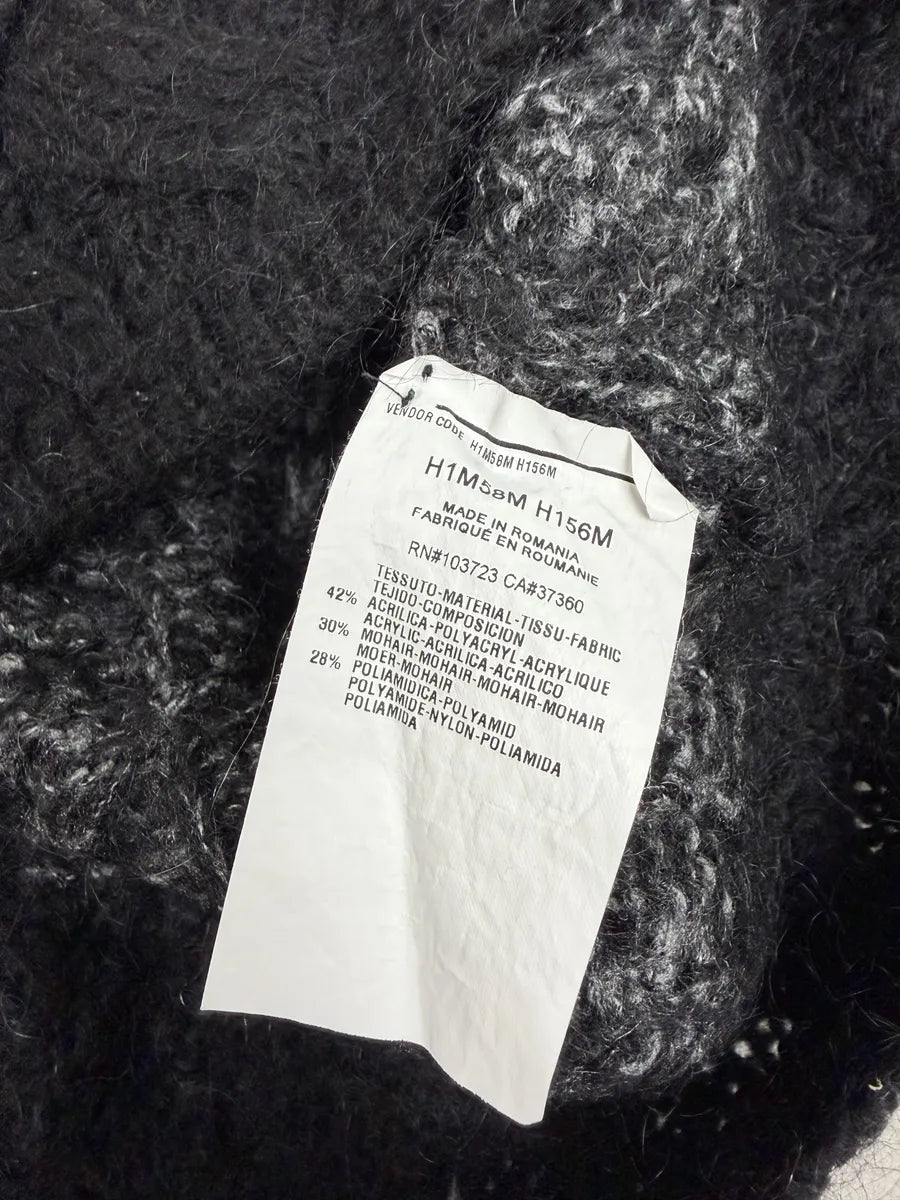 VENDOR CODE H1M58M H156M
H1M58M H156M
MADE IN ROMANIA
FABRIQUE EN ROUMANIE
RN#103723 CA#37360
TESSUTO-MATERIAL-TISSU-FABRIC
TEJIDO-COMPOSICION
42% ACRILICA-POLYACRYL-ACRYLIQUE
ACRYLIC-ACRILICA-ACRILICO
30% MOHAIR-MOHAIR-MOHAIR-MOHAIR
MOER-MOHAIR
28% POLIAMIDICA-POLYAMID
POLYAMIDE-NYLON-POLIAMIDA
POLIAMIDA